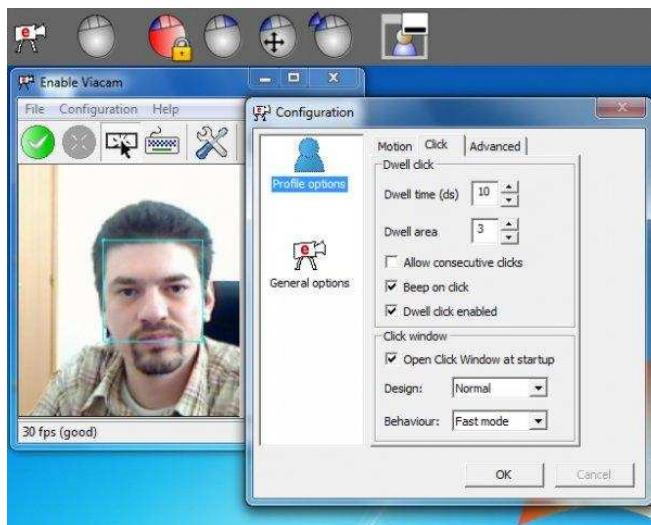 e
Enable Viacam
File Configuration Help
30 fps (good)
Configuration
Profile options
e
General options
Motion Click Advanced
Dwell click
Dwell time (ds) 10
Dwell area 3
Allow consecutive clicks
Beep on click
Dwell click enabled
Click window
Open Click Window at startup
Design: Normal
Behaviour: Fast mode
OK Cancel